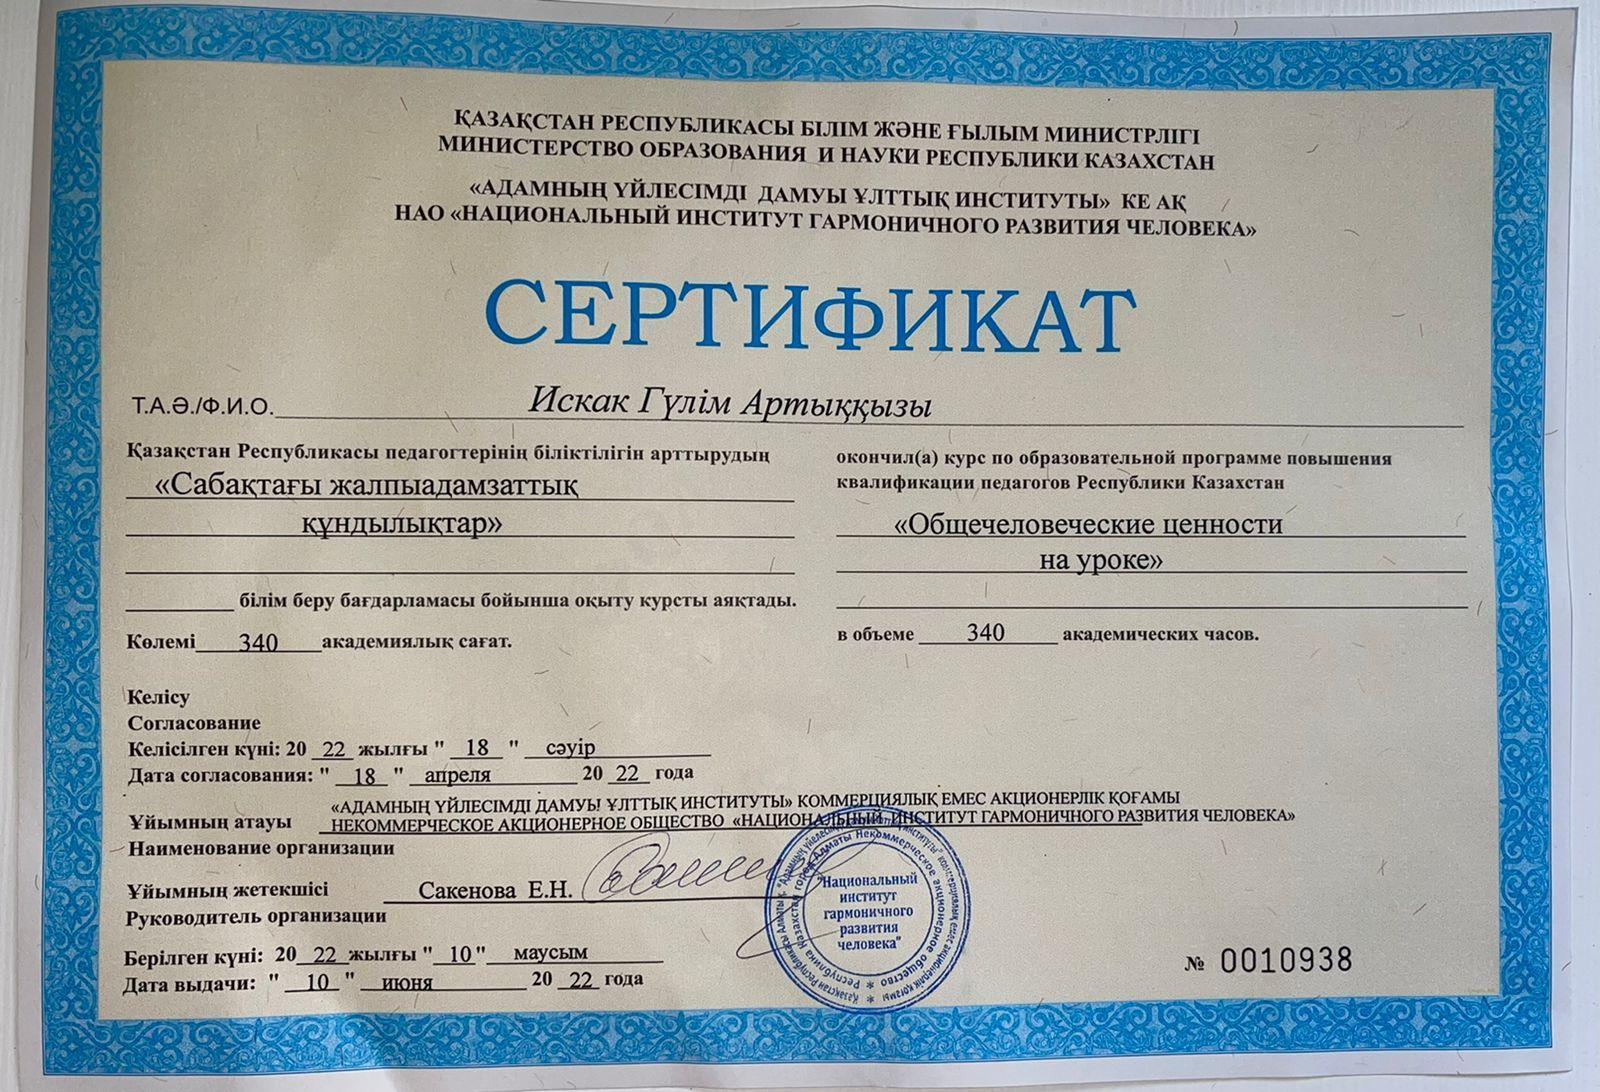 ҚАЗАҚСТАН РЕСПУБЛИКАСЫ БІЛІМ ЖӘНЕ ҒЫЛЫМ МИНИСТРЛІГІ
МИНИСТЕРСТВО ОБРАЗОВАНИЯ И НАУКИ РЕСПУБЛИКИ КАЗАХСТАН
«АДАМНЫҢ ҮЙЛЕСІМДІ ДАМУЫ ҰЛТТЫҚ ИНСТИТУТЫ» КЕ АҚ
НАО «НАЦИОНАЛЬНЫЙ ИНСТИТУТ ГАРМОНИЧНОГО РАЗВИТИЯ ЧЕЛОВЕКА»
СЕРТИФИКАТ
Т.А.Ә./Ф.И.О. Искак Гүлім Артыққызы
Қазақстан Республикасы педагогтерінің біліктілігін арттырудың
«Сабақтағы жалпыадамзаттық
құндылықтар»
білім беру бағдарламасы бойынша оқыту курсты аяқтады.
Көлемі 340 академиялық сағат.
окончил(а) курс по образовательной программе повышения
квалификации педагогов Республики Казахстан
«Общечеловеческие ценности
на уроке»
в объеме 340 академических часов.
Келісу
Согласование
Келісілген күні: 20 22 жылғы " 18 " сәуір
Дата согласования: " 18 " апреля 20 22 года
«АДАМНЫҢ ҮЙЛЕСІМДІ ДАМУЫ ҰЛТТЫҚ ИНСТИТУТЫ» КОММЕРЦИЯЛЫҚ ЕМЕС АКЦИОНЕРЛІК ҚОҒАМЫ
Ұйымның атауы НЕКОММЕРЧЕСКОЕ АКЦИОНЕРНОЕ ОБЩЕСТВО «НАЦИОНАЛЬНЫЙ ИНСТИТУТ ГАРМОНИЧНОГО РАЗВИТИЯ ЧЕЛОВЕКА»
Наименование организации
Ұйымның жетекшісі Сакенова Е.Н.
Руководитель организации
Берілген күні: 20 22 жылғы " 10 " маусым
Дата выдачи: " 10 " июня 20 22 года
"Национальный
институт
гармоничного
развития
человека"
№ 0010938